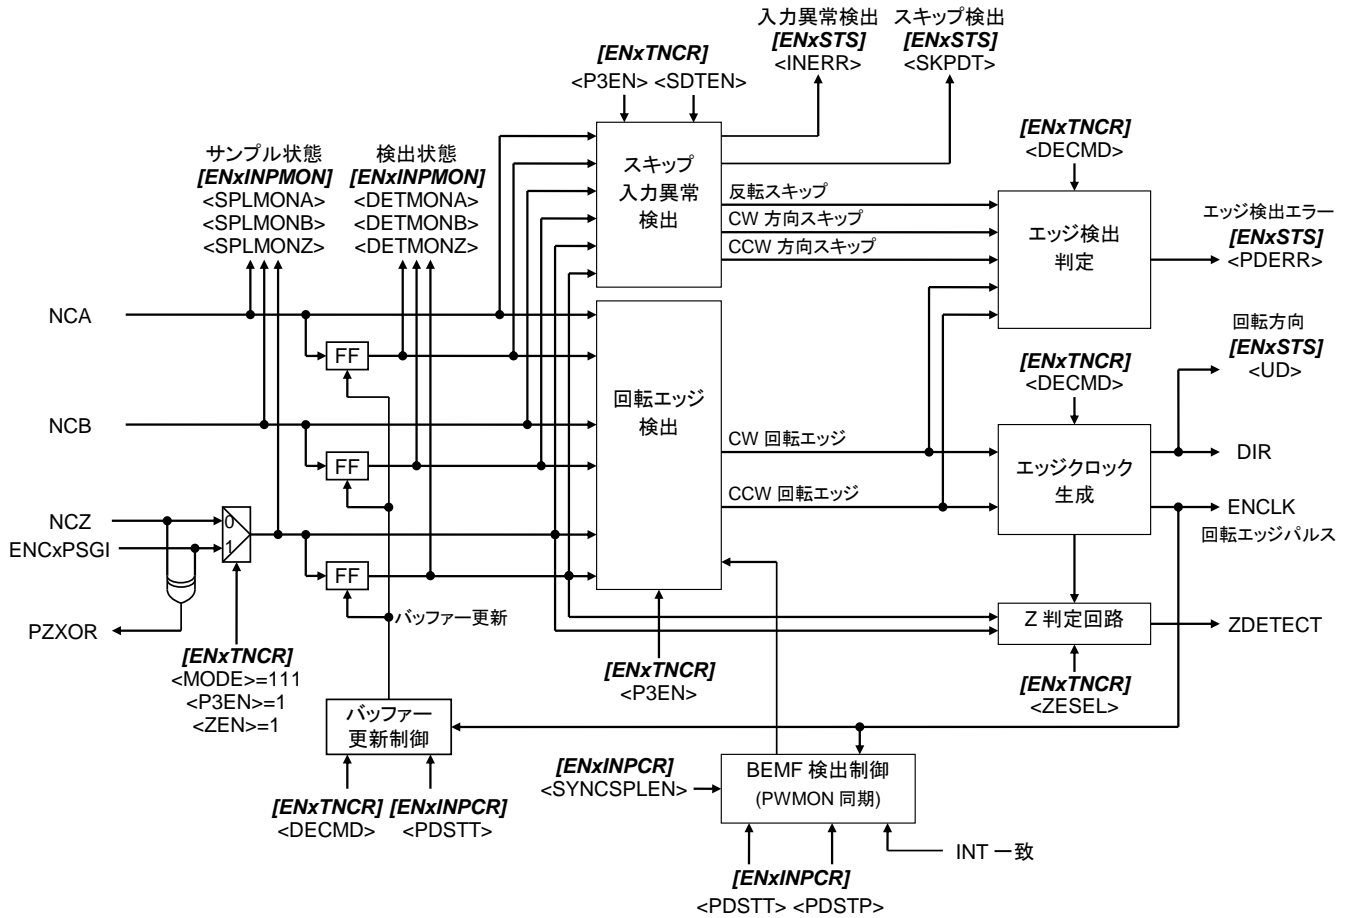 入力異常検出
[ENxSTS]
<INERR>
スキップ検出
[ENxSTS]
<SKPDT>
[ENxTNCR]
<P3EN> <SDTEN>
サンプル状態
[ENxINPMON]
<SPLMONA>
<SPLMONB>
<SPLMONZ>
検出状態
[ENxINPMON]
<DETMONA>
<DETMONB>
<DETMONZ>
スキップ
入力異常
検出
[ENxTNCR]
<DECMD>
反転スキップ
CW 方向スキップ
CCW 方向スキップ
エッジ検出
判定
エッジ検出エラー
[ENxSTS]
<PDERR>
NCA
FF
回転方向
[ENxSTS]
<UD>
[ENxTNCR]
<DECMD>
NCB
FF
回転エッジ
検出
CW 回転エッジ
CCW 回転エッジ
エッジクロック
生成
DIR
ENCLK
回転エッジパルス
NCZ
ENCxPSGI
0
1
FF
バッファー更新
PZXOR
Z 判定回路
ZDETECT
[ENxTNCR]
<MODE>=111
<P3EN>=1
<ZEN>=1
[ENxTNCR]
<P3EN>
[ENxTNCR]
<ZESEL>
バッファー
更新制御
[ENxTNCR]
<DECMD>
[ENxINPCR]
<PDSTT>
[ENxINPCR]
<SYNCSPLEN>
BEMF 検出制御
(PWMON 同期)
INT 一致
[ENxINPCR]
<PDSTT> <PDSTP>